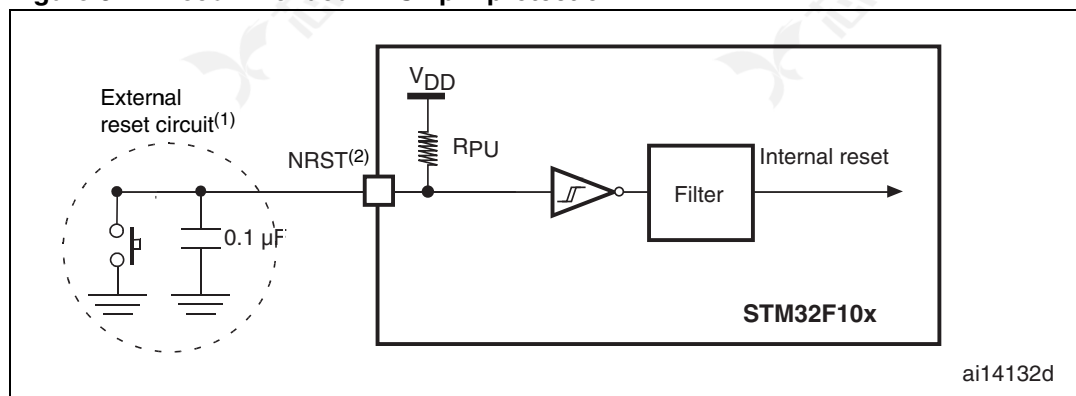 External
reset circuit(1)
VDD
RPU
NRST(2)
Internal reset
Filter
0.1 µF
STM32F10x
ai14132d